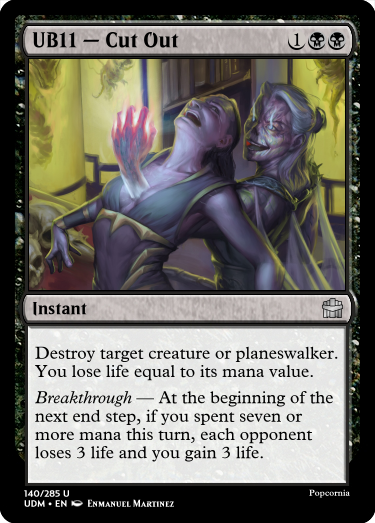 UB11 — Cut Out 1
Instant
Destroy target creature or planeswalker.
You lose life equal to its mana value.
Breakthrough — At the beginning of the
next end step, if you spent seven or
more mana this turn, each opponent
loses 3 life and you gain 3 life.
140/285 U Popcornia
UDM • EN Enmanuel Martinez